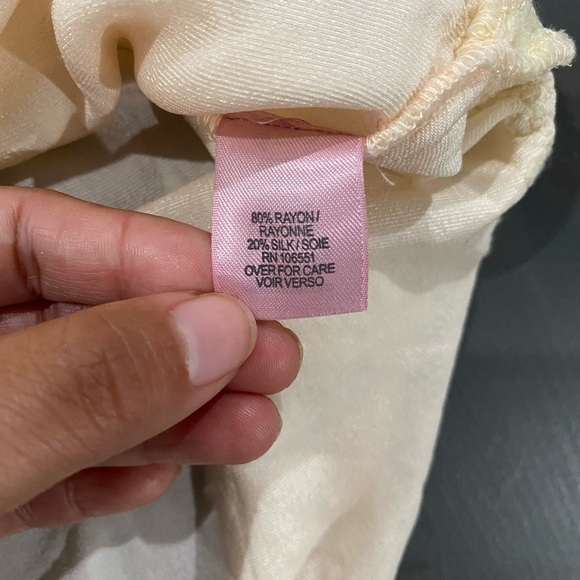 80% RAYON/
RAYONNE
20% SILK/SOIE
RN 106551
OVER FOR CARE
VOIR VERSO